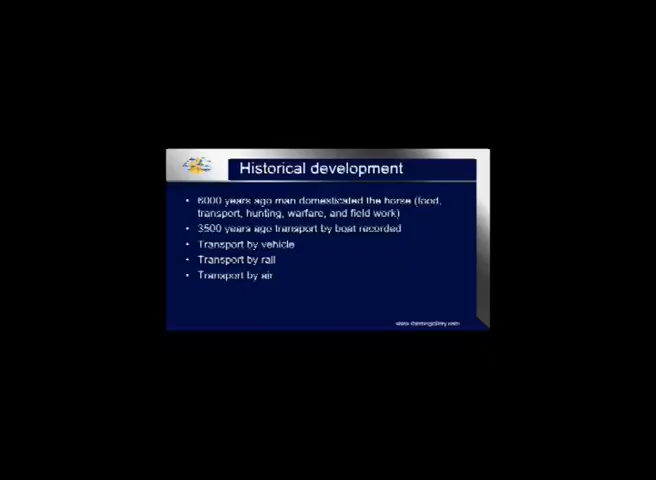 Historical development
• 6000 years ago man domesticated the horse (food,
transport, hunting, warfare, and field work)
• 3500 years ago transport by boat recorded
• Transport by vehicle
• Transport by rail
• Transport by air